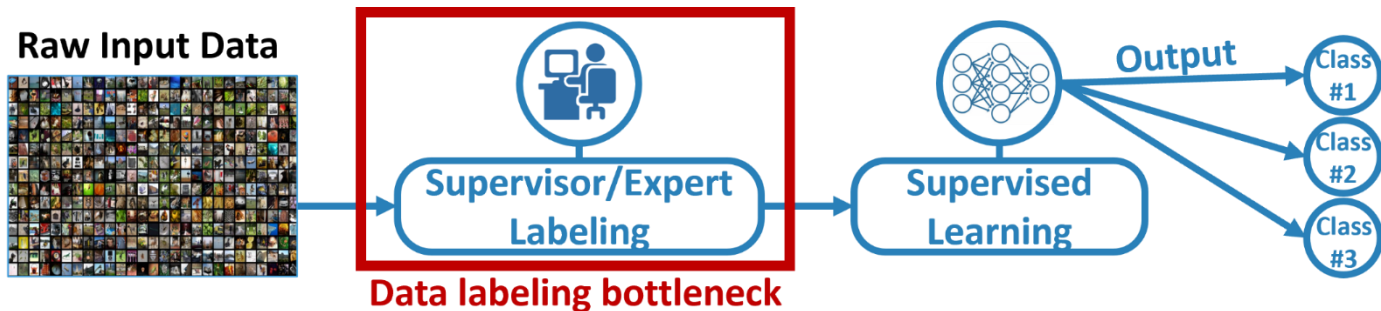 Raw Input Data
Supervisor/Expert
Labeling
Data labeling bottleneck
Supervised
Learning
Output
Class
#1
Class
#2
Class
#3